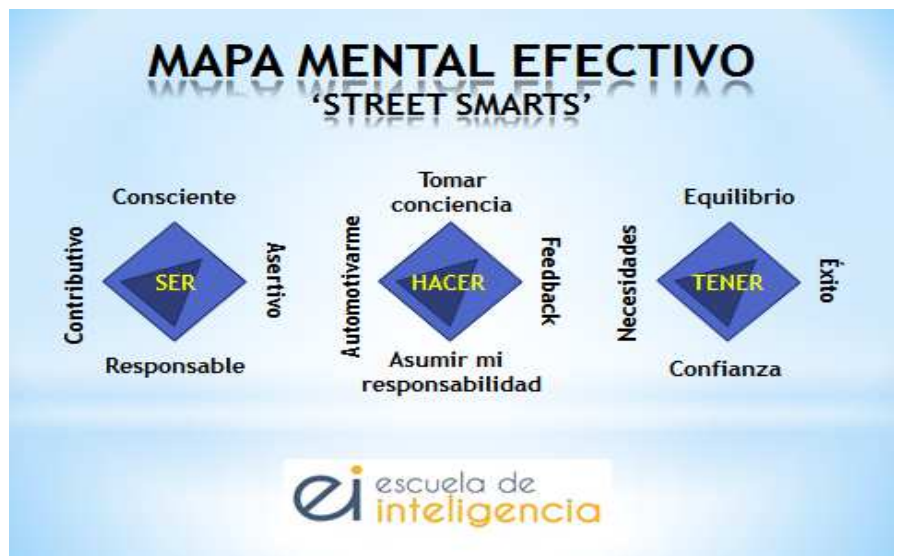 MAPA MENTAL EFECTIVO
‘STREET SMARTS’
Consciente
Contributivo
SER
Asertivo
Responsable
Tomar
conciencia
Automotivarme
HACER
Feedback
Asumir mi
responsabilidad
Equilibrio
Necesidades
TENER
Éxito
Confianza
ei escuela de
inteligencia